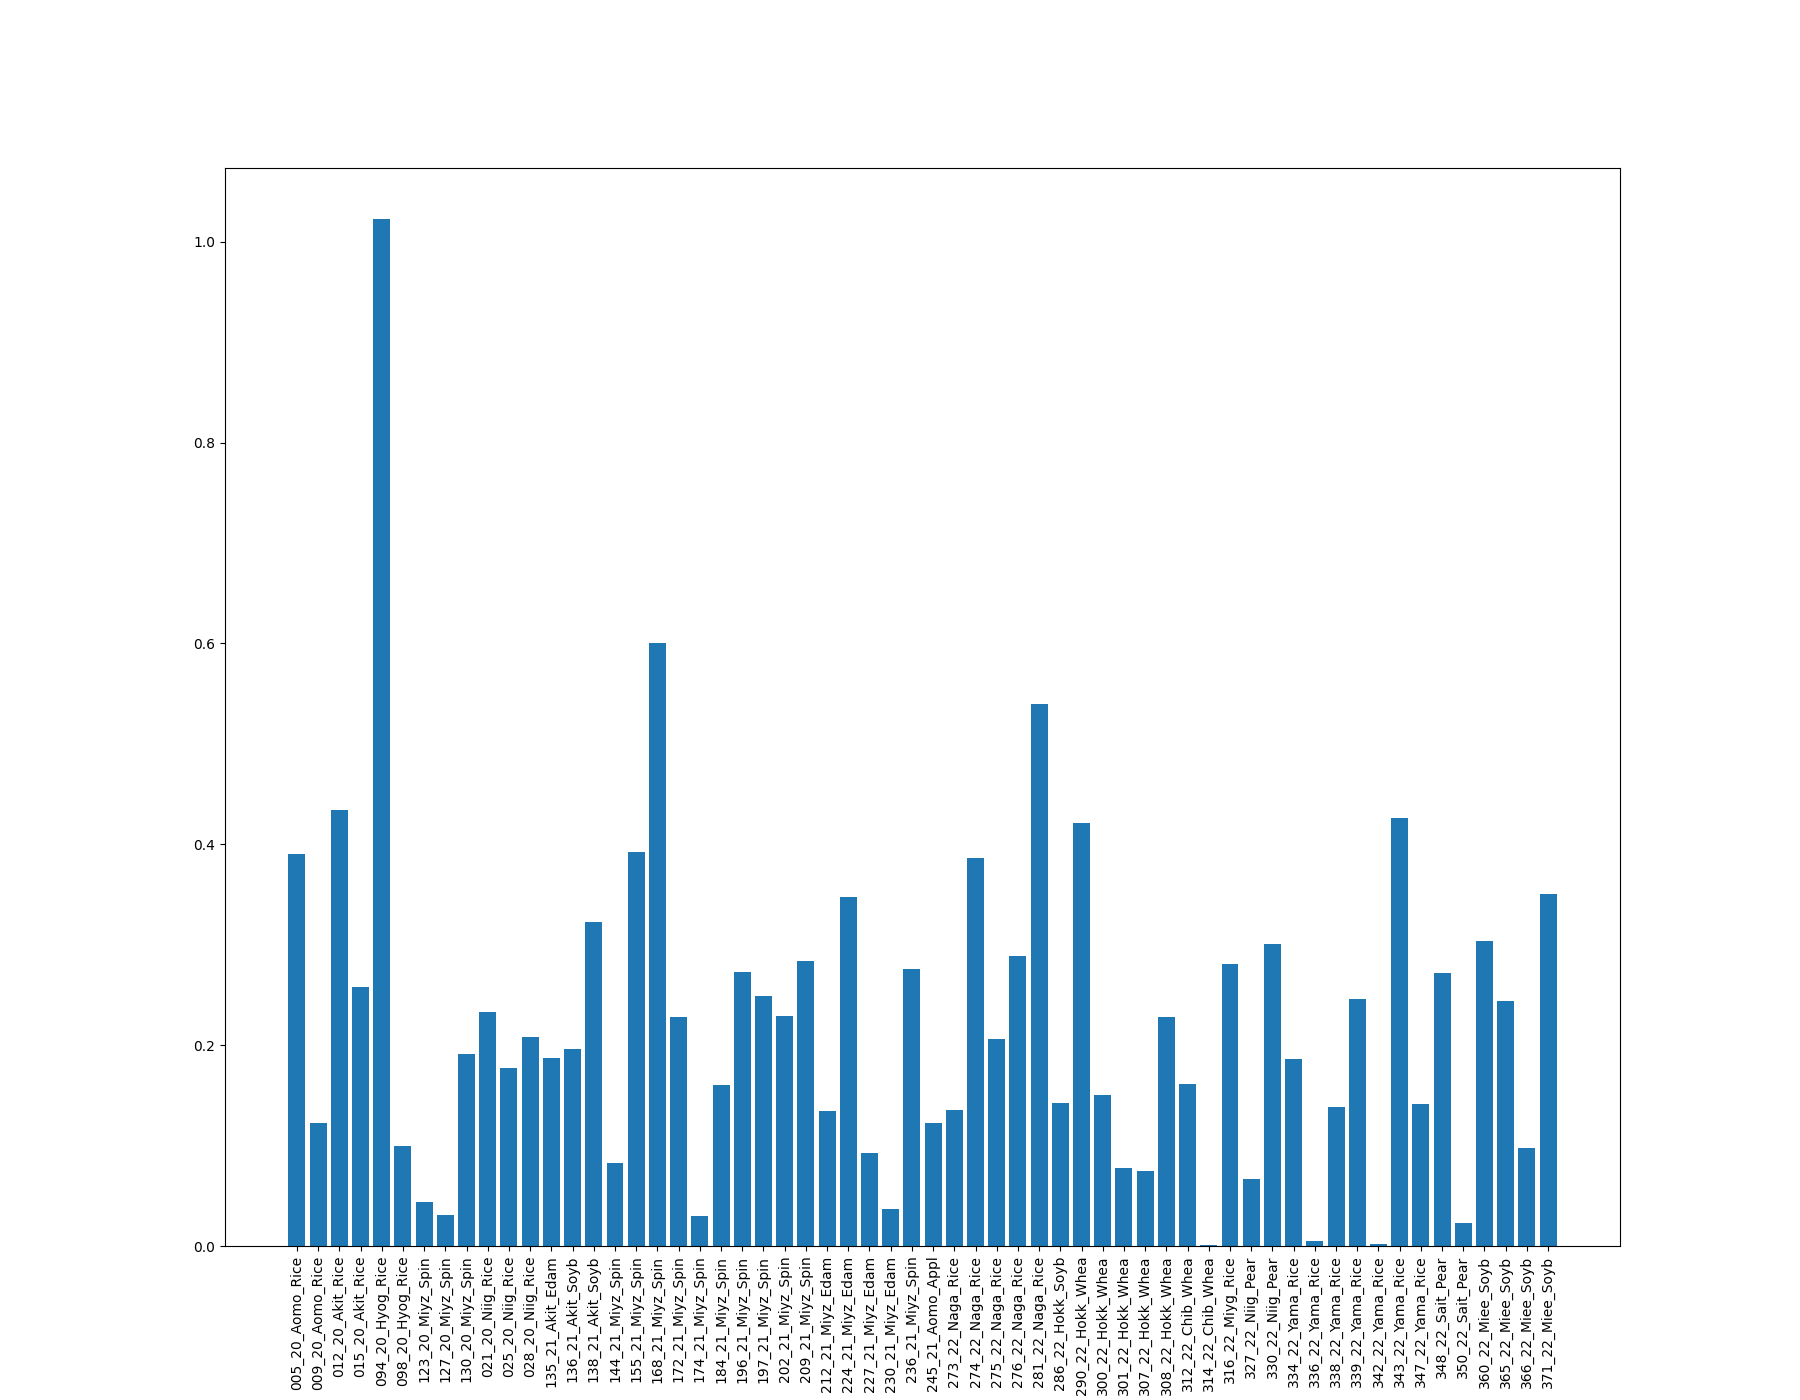 1.0
0.8
0.6
0.4
0.2
0.0
005_20_Aomo_Rice
009_20_Aomo_Rice
012_20_Akit_Rice
015_20_Akit_Rice
094_20_Hyog_Rice
098_20_Hyog_Rice
123_20_Miyz_Spin
127_20_Miyz_Spin
130_20_Miyz_Spin
021_20_Niig_Rice
025_20_Niig_Rice
028_20_Niig_Rice
135_21_Akit_Edam
136_21_Akit_Soyb
138_21_Akit_Soyb
144_21_Miyz_Spin
155_21_Miyz_Spin
168_21_Miyz_Spin
172_21_Miyz_Spin
174_21_Miyz_Spin
184_21_Miyz_Spin
196_21_Miyz_Spin
197_21_Miyz_Spin
202_21_Miyz_Spin
209_21_Miyz_Spin
212_21_Miyz_Edam
224_21_Miyz_Edam
227_21_Miyz_Edam
230_21_Miyz_Edam
236_21_Miyz_Spin
245_21_Aomo_Appl
273_22_Naga_Rice
274_22_Naga_Rice
275_22_Naga_Rice
276_22_Naga_Rice
281_22_Naga_Rice
286_22_Hokk_Soyb
290_22_Hokk_Whea
300_22_Hokk_Whea
301_22_Hokk_Whea
307_22_Hokk_Whea
308_22_Hokk_Whea
312_22_Chib_Whea
314_22_Chib_Whea
316_22_Miyg_Rice
327_22_Niig_Pear
330_22_Niig_Pear
334_22_Yama_Rice
336_22_Yama_Rice
338_22_Yama_Rice
339_22_Yama_Rice
342_22_Yama_Rice
343_22_Yama_Rice
347_22_Yama_Rice
348_22_Sait_Pear
350_22_Sait_Pear
360_22_Miee_Soyb
365_22_Miee_Soyb
366_22_Miee_Soyb
371_22_Miee_Soyb